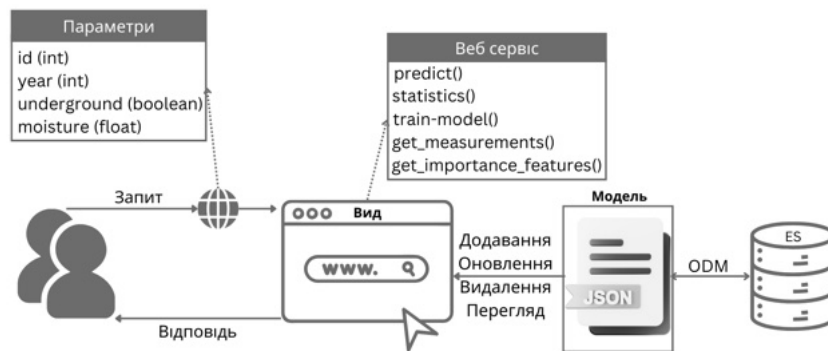 Параметри
id (int)
year (int)
underground (boolean)
moisture (float)
Веб сервіс
predict()
statistics()
train-model()
get_measurements()
get_importance_features()
Запит
Вид
www.
Відповідь
Додавання
Оновлення
Видалення
Перегляд
Модель
JSON
ODM
ES